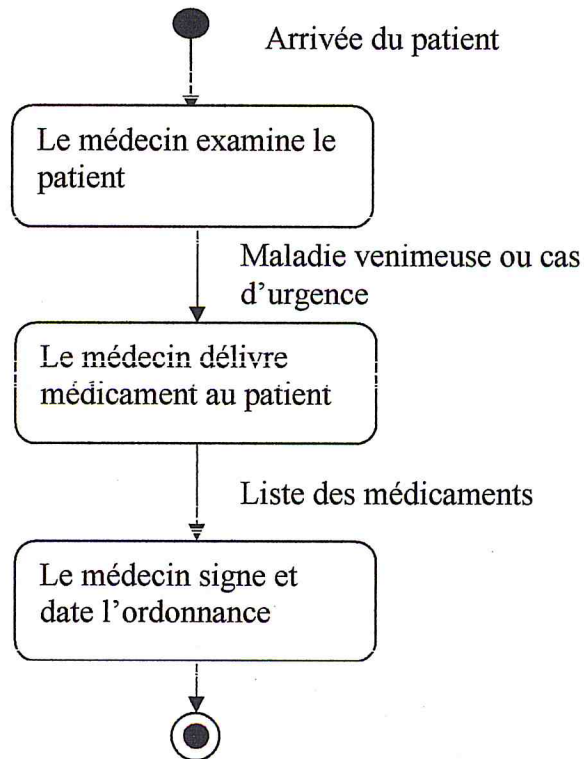 Arrivée du patient
Le médecin examine le
patient
Maladie venimeuse ou cas
d'urgence
Le médecin délivre
médicament au patient
Liste des médicaments
Le médecin signe et
date l'ordonnance